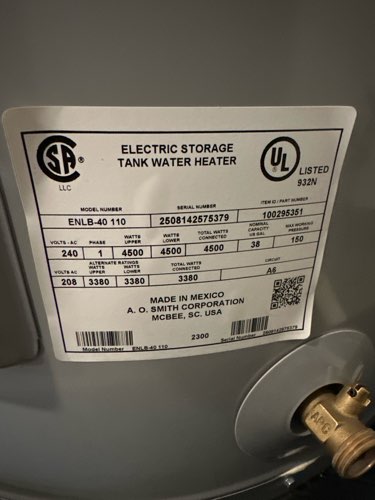 CSA
LLC
ELECTRIC STORAGE
TANK WATER HEATER
UL LISTED
932N
MODEL NUMBER SERIAL NUMBER ITEM ID / PART NUMBER
ENLB-40 110 2508142575379 100295351
VOLTS - AC PHASE WATTS UPPER WATTS LOWER TOTAL WATTS CONNECTED NOMINAL CAPACITY US GAL MAX WORKING PRESSURE
240 1 4500 4500 4500 38 150
VOLTS AC ALTERNATE RATINGS WATTS UPPER WATTS LOWER TOTAL WATTS CONNECTED CIRCUIT
208 3380 3380 3380 A6
MADE IN MEXICO
A. O. SMITH CORPORATION
MCBEE, SC. USA
2300
Model Number ENLB-40 110
Serial Number 2508142575379
APC